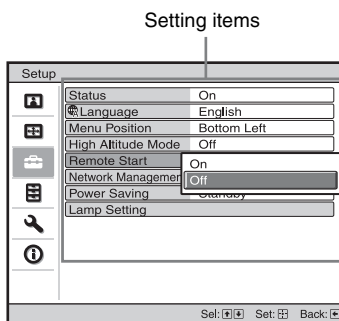 Setting items
Setup
Status On
Language English
Menu Position Bottom Left
High Altitude Mode Off
Remote Start On
Network Managemen Off
Power Saving Standby
Lamp Setting
Sel: Set: Back: